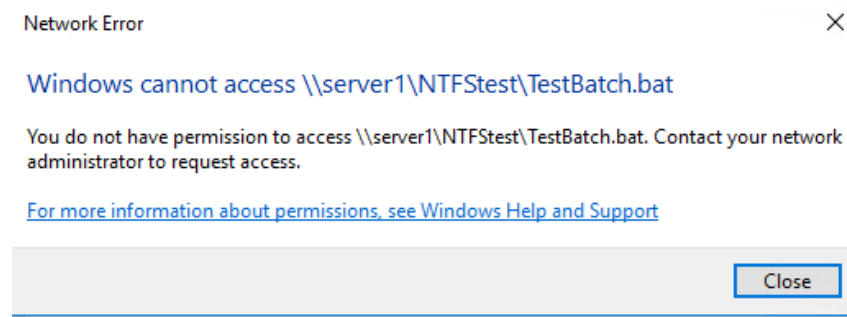 Network Error
Windows cannot access \\server1\NTFStest\TestBatch.bat
You do not have permission to access \\server1\NTFStest\TestBatch.bat. Contact your network
administrator to request access.
For more information about permissions, see Windows Help and Support
Close